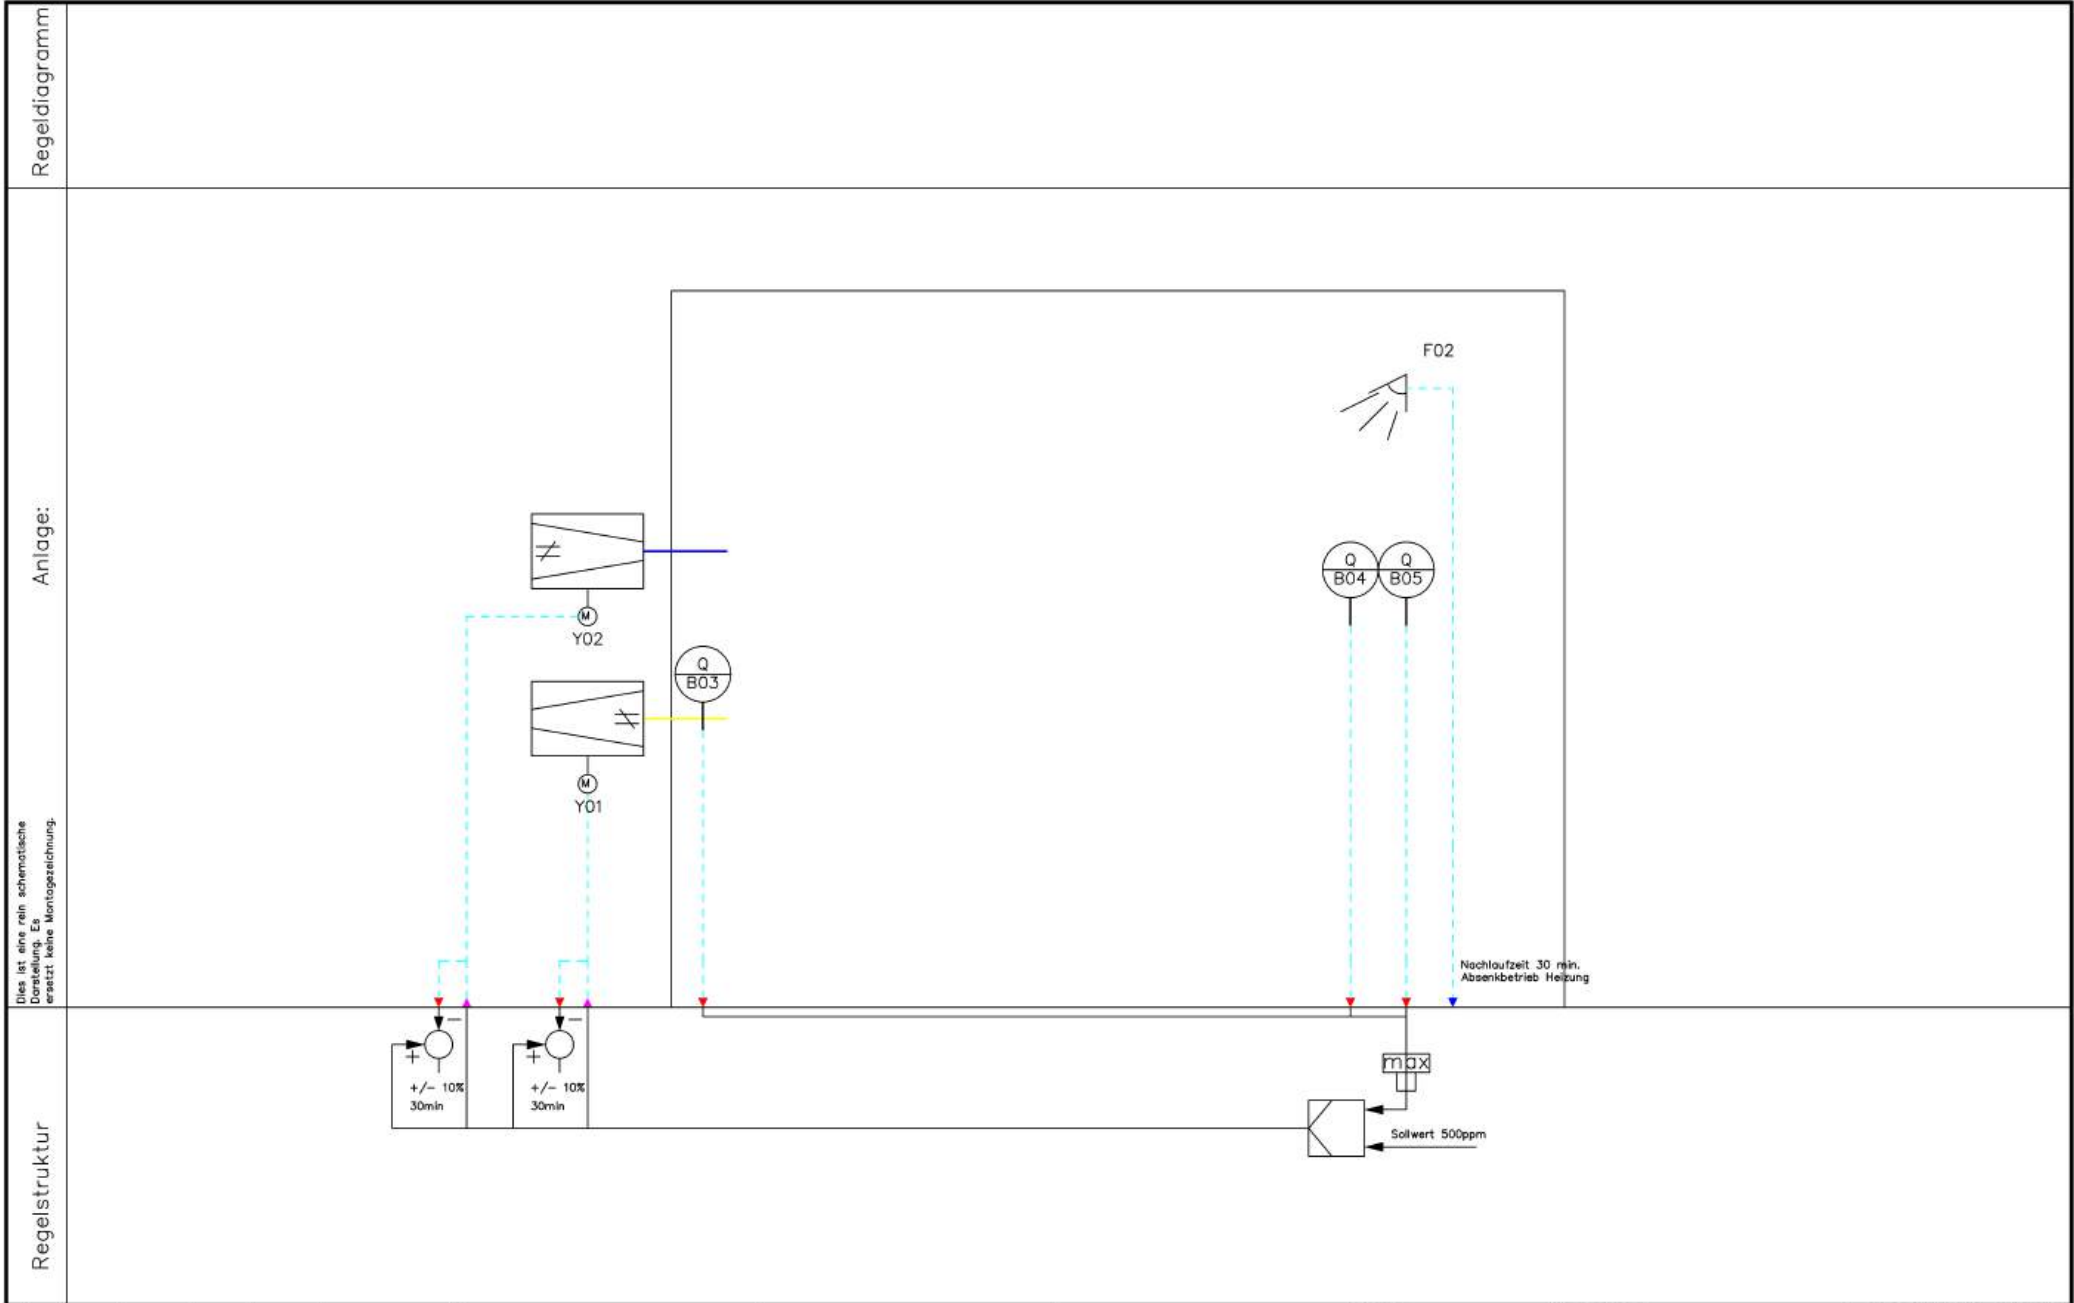 Regeldiagramm
Anlage:
Dies ist eine rein schematische
Darstellung. Es
ersetzt keine Montagezeichnung.
Regelstruktur
F02
Q
B04
Q
B05
M
Y02
Q
B03
M
Y01
Nachlaufzeit 30 min.
Absenkbetrieb Heizung
−
+
+/− 10%
30min
−
+
+/− 10%
30min
max
Sollwert 500ppm